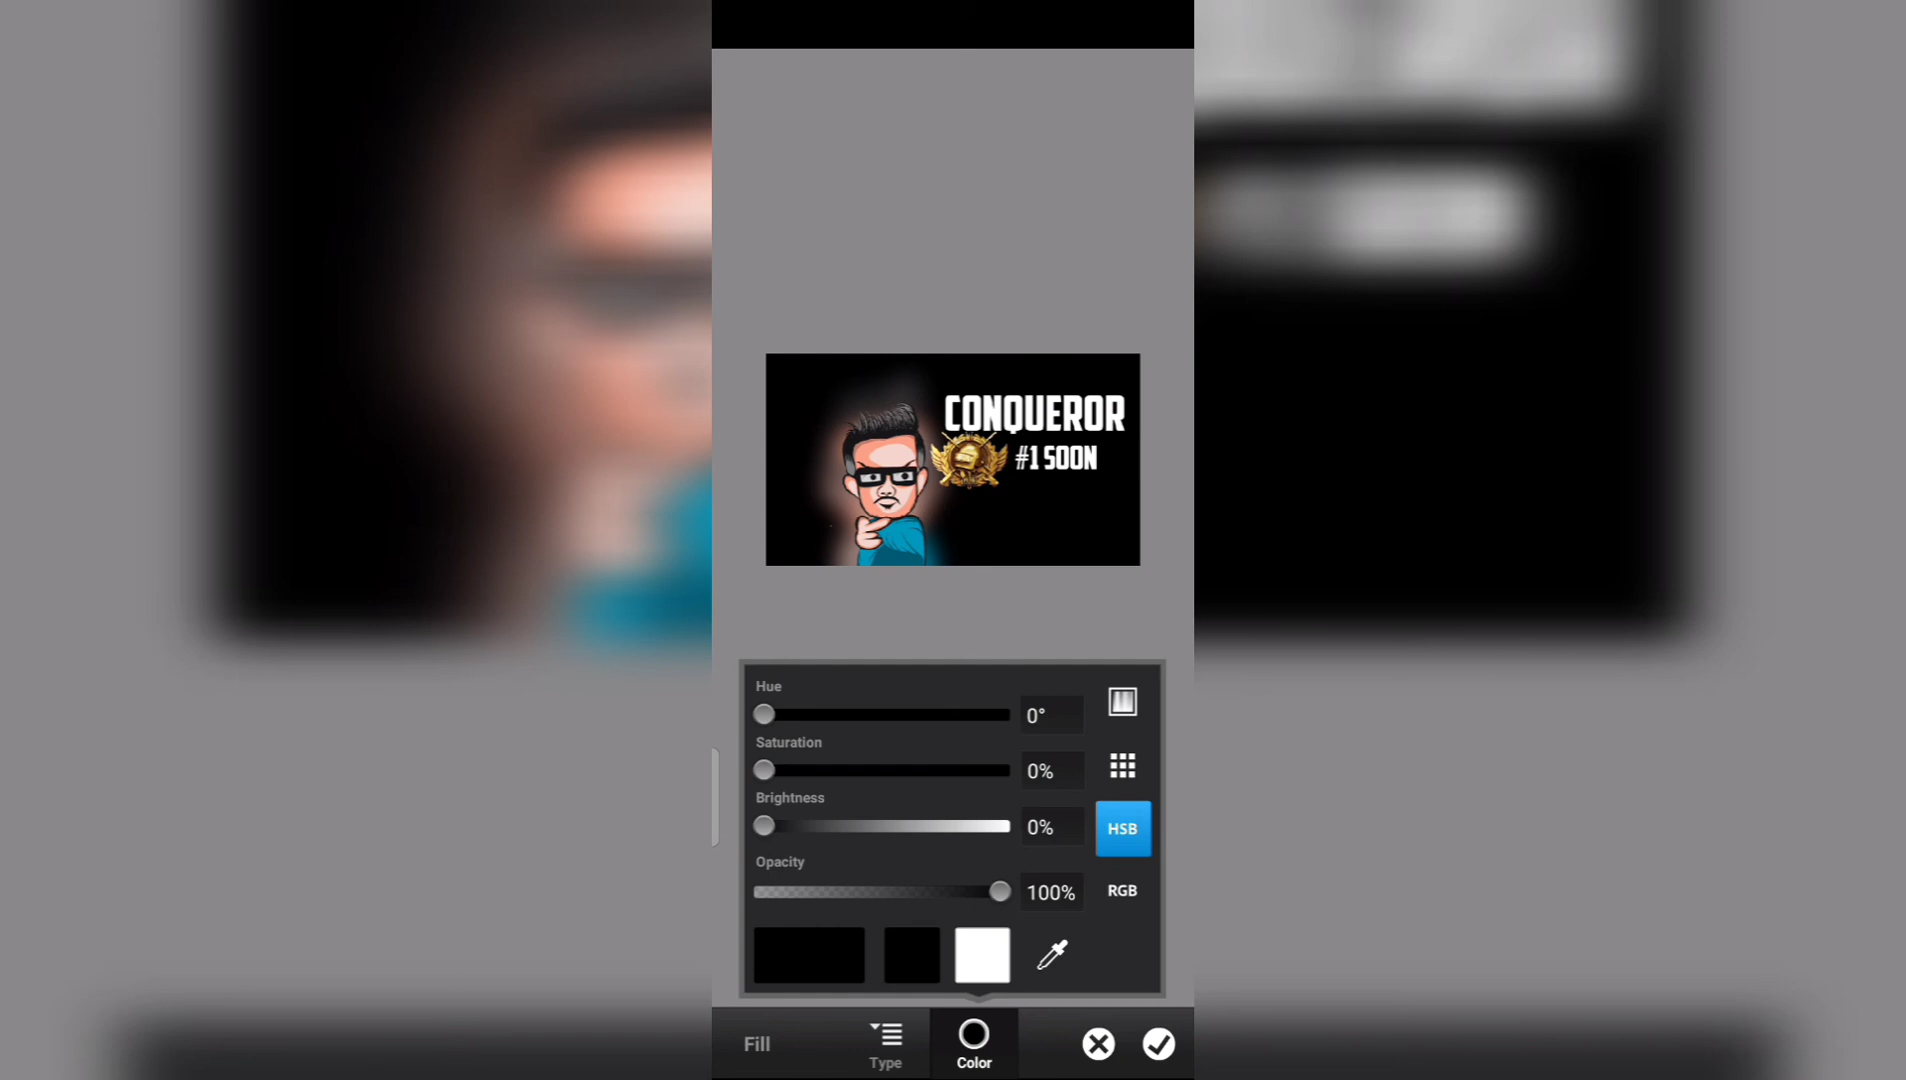 CONQUEROR
#1 SOON
Hue
0°
Saturation
0%
Brightness
0%
HSB
Opacity
100%
RGB
Fill
Type
Color